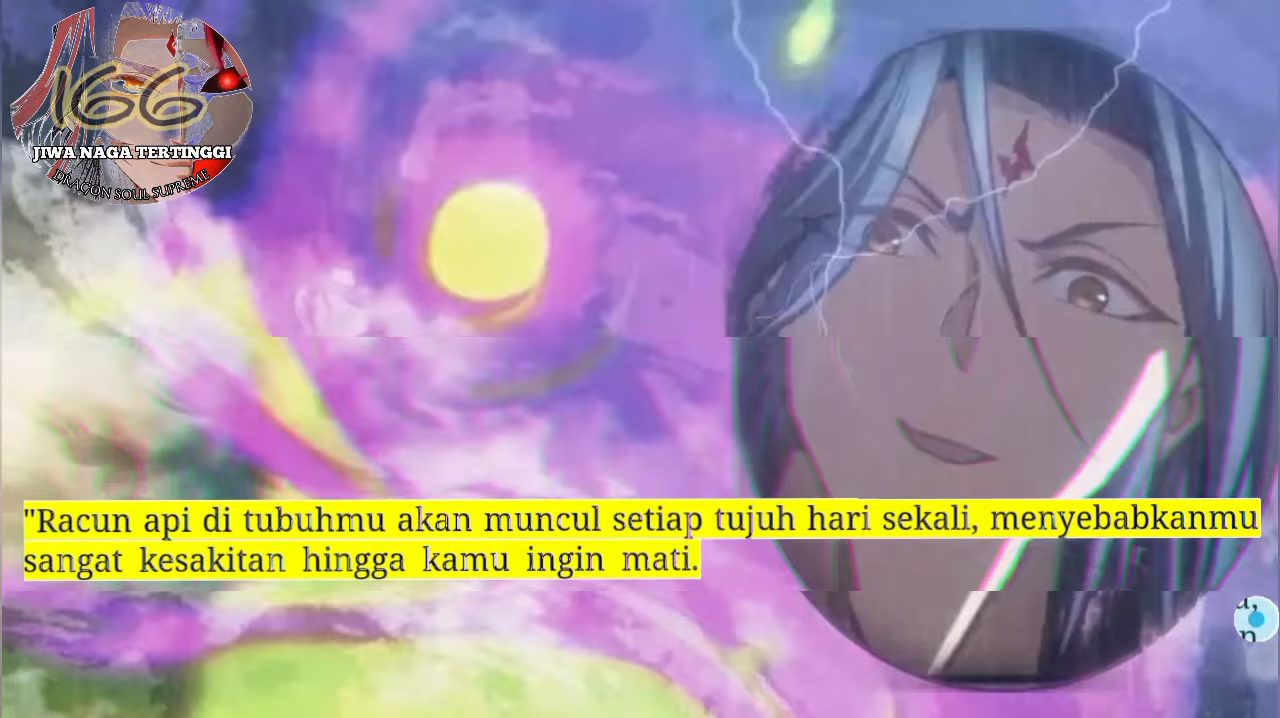 166
JIWA NAGA TERTINGGI
DRAGON SOUL SUPREME
"Racun api di tubuhmu akan muncul setiap tujuh hari sekali, menyebabkanmu
sangat kesakitan hingga kamu ingin mati.